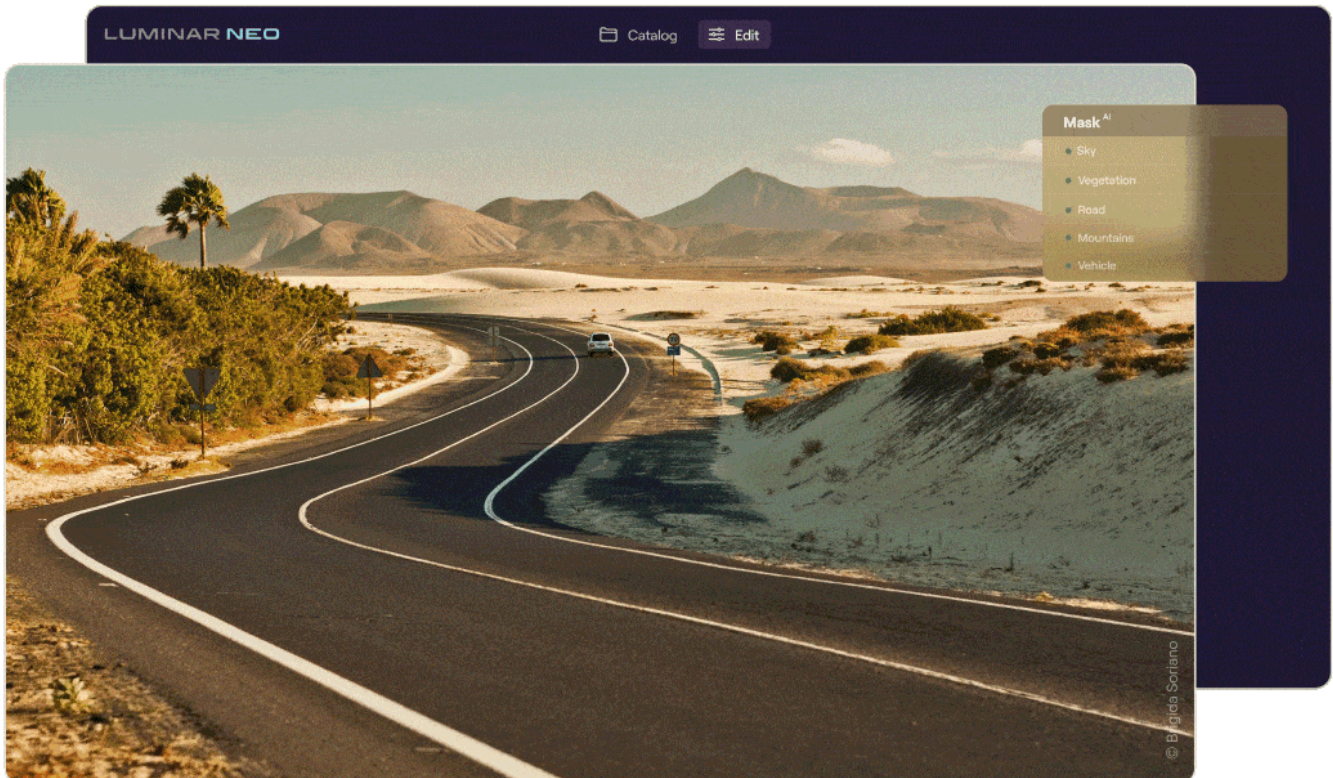 LUMINAR NEO
Catalog
Edit
Mask AI
Sky
Vegetation
Road
Mountains
Vehicle
© Brigida Soriano